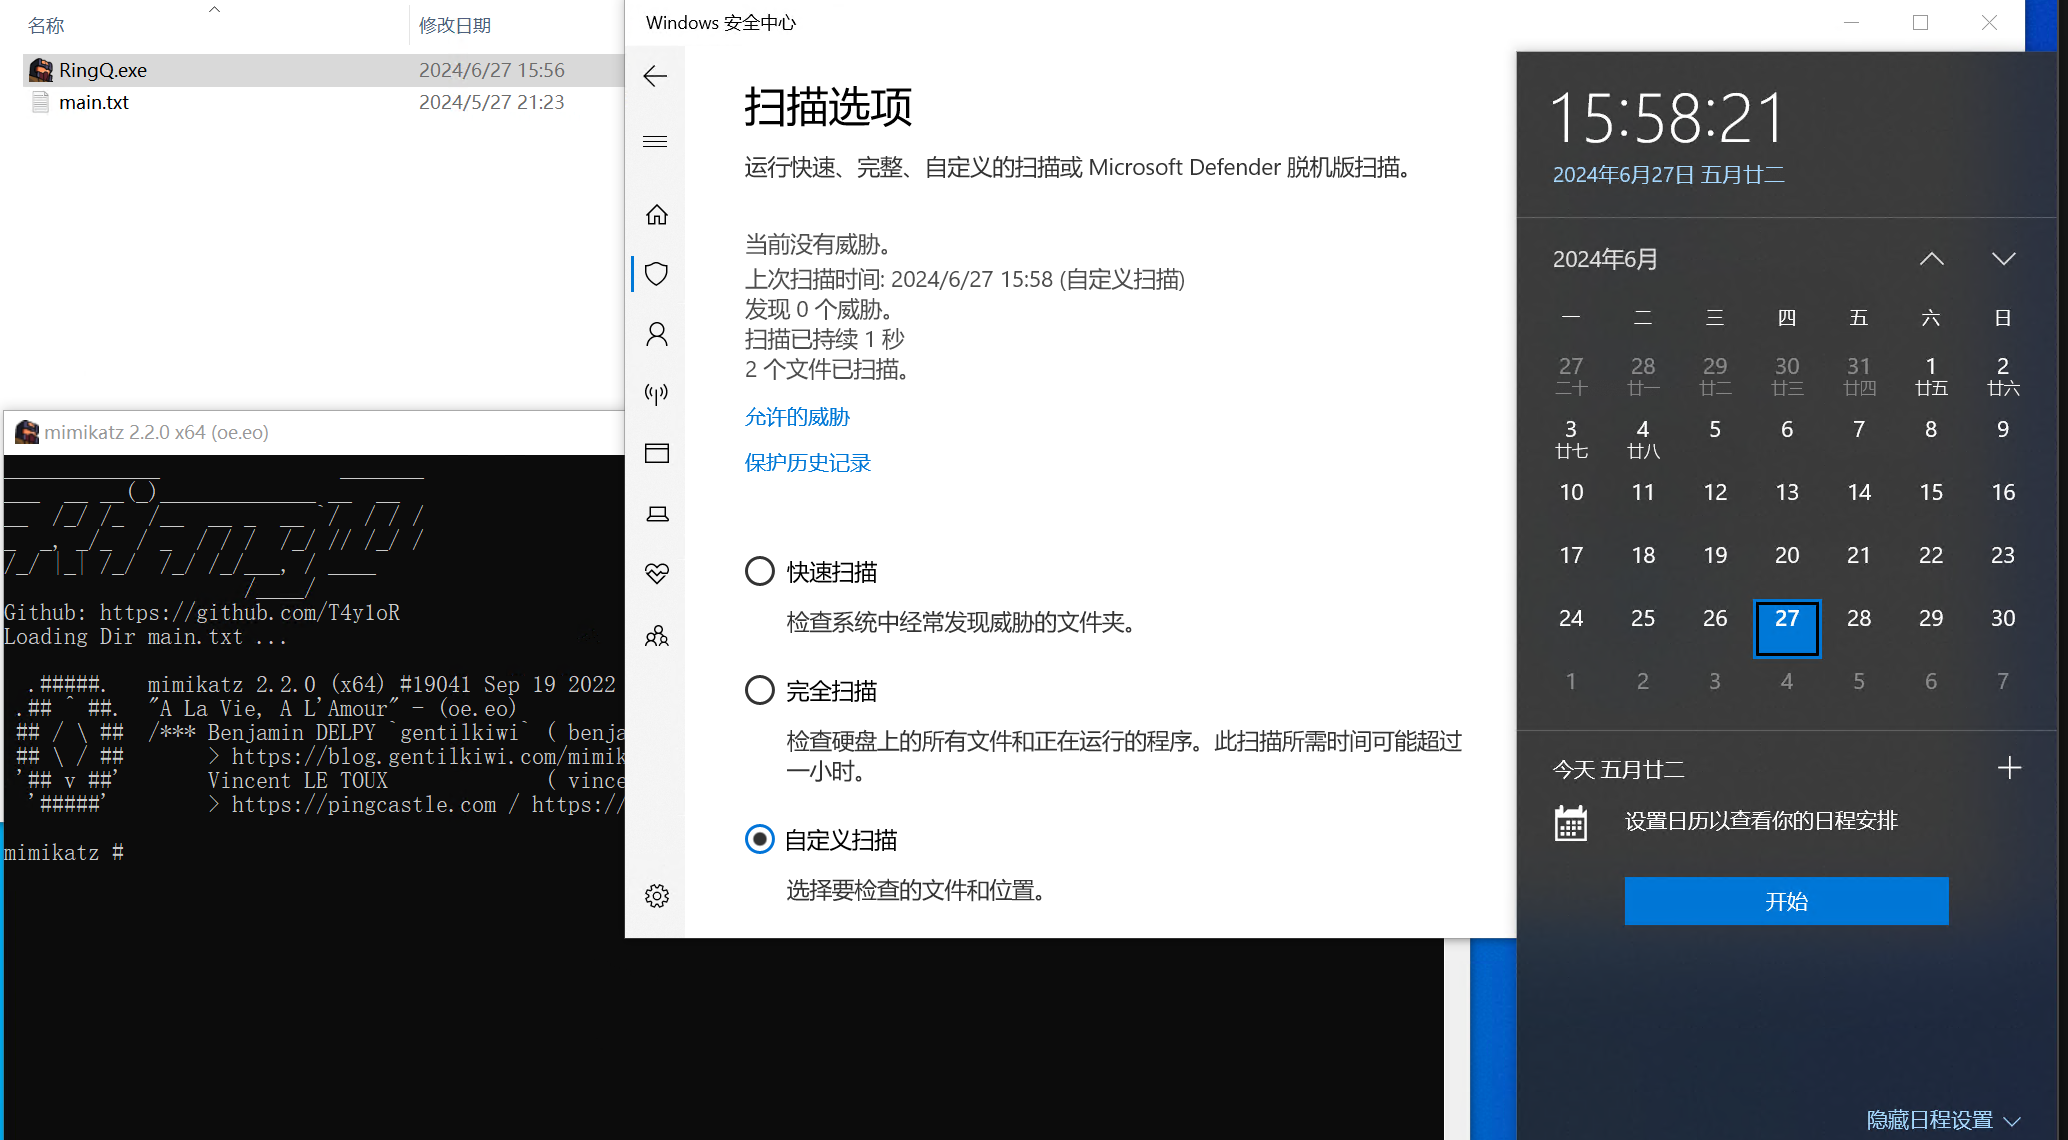 名称
修改日期
RingQ.exe
2024/6/27 15:56
main.txt
2024/5/27 21:23
mimikatz 2.2.0 x64 (oe.eo)
Github: https://github.com/T4y1oR
Loading Dir main.txt ...
.#####. mimikatz 2.2.0 (x64) #19041 Sep 19 2022
.## ^ ##. "A La Vie, A L'Amour" - (oe.eo)
## / \ ## /*** Benjamin DELPY `gentilkiwi` ( benja
## \ / ## > https://blog.gentilkiwi.com/mimik
'## v ##' Vincent LE TOUX ( vince
'#####' > https://pingcastle.com / https://
mimikatz #
Windows 安全中心
扫描选项
运行快速、完整、自定义的扫描或 Microsoft Defender 脱机版扫描。
当前没有威胁。
上次扫描时间: 2024/6/27 15:58 (自定义扫描)
发现 0 个威胁。
扫描已持续 1 秒
2 个文件已扫描。
允许的威胁
保护历史记录
快速扫描
检查系统中经常发现威胁的文件夹。
完全扫描
检查硬盘上的所有文件和正在运行的程序。此扫描所需时间可能超过
一小时。
自定义扫描
选择要检查的文件和位置。
15:58:21
2024年6月27日 五月廿二
2024年6月
一 二 三 四 五 六 日
27 28 29 30 31 1 2
二十 廿一 廿二 廿三 廿四 廿五 廿六
3 4 5 6 7 8 9
廿七 廿八
10 11 12 13 14 15 16
17 18 19 20 21 22 23
24 25 26 27 28 29 30
1 2 3 4 5 6 7
今天 五月廿二
设置日历以查看你的日程安排
开始
隐藏日程设置